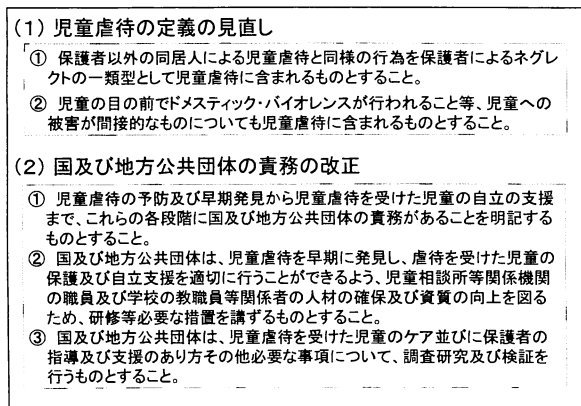 (1) 児童虐待の定義の見直し
① 保護者以外の同居人による児童虐待と同様の行為を保護者によるネグレ
クトの一類型として児童虐待に含まれるものとすること。
② 児童の目の前でドメスティック・バイオレンスが行われること等、児童への
被害が間接的なものについても児童虐待に含まれるものとすること。
(2) 国及び地方公共団体の責務の改正
① 児童虐待の予防及び早期発見から児童虐待を受けた児童の自立の支援
まで、これらの各段階に国及び地方公共団体の責務があることを明記する
ものとすること。
② 国及び地方公共団体は、児童虐待を早期に発見し、虐待を受けた児童の
保護及び自立支援を適切に行うことができるよう、児童相談所等関係機関
の職員及び学校の教職員等関係者の人材の確保及び資質の向上を図る
ため、研修等必要な措置を講ずるものとすること。
③ 国及び地方公共団体は、児童虐待を受けた児童のケア並びに保護者の
指導及び支援のあり方その他必要な事項について、調査研究及び検証を
行うものとすること。